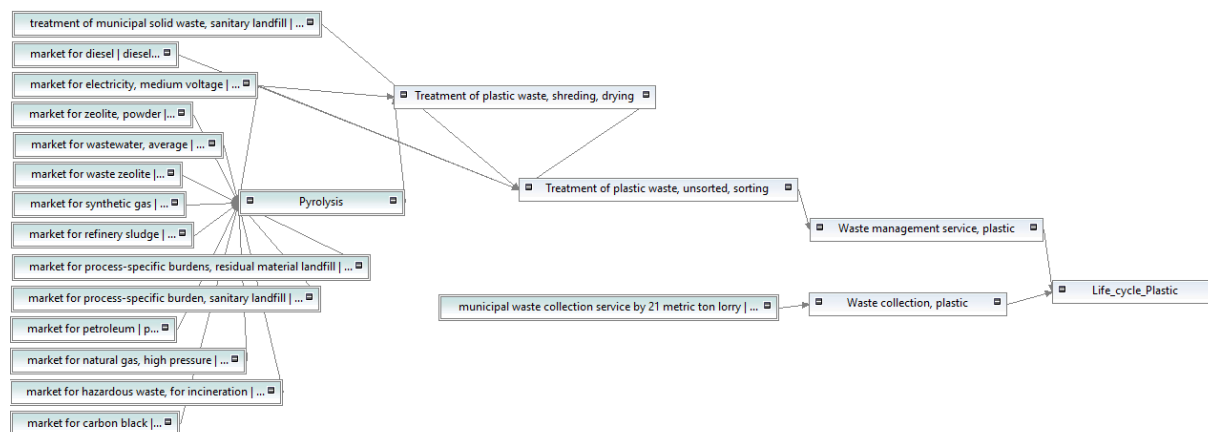 treatment of municipal solid waste, sanitary landfill | ...
market for diesel | diesel...
market for electricity, medium voltage | ...
Treatment of plastic waste, shreding, drying
market for zeolite, powder |...
market for wastewater, average | ...
market for waste zeolite |...
Treatment of plastic waste, unsorted, sorting
market for synthetic gas | ...
Pyrolysis
market for refinery sludge | ...
Waste management service, plastic
market for process-specific burdens, residual material landfill | ...
market for process-specific burden, sanitary landfill | ...
municipal waste collection service by 21 metric ton lorry | ...
Waste collection, plastic
Life_cycle_Plastic
market for petroleum | p...
market for natural gas, high pressure | ...
market for hazardous waste, for incineration | ...
market for carbon black |...